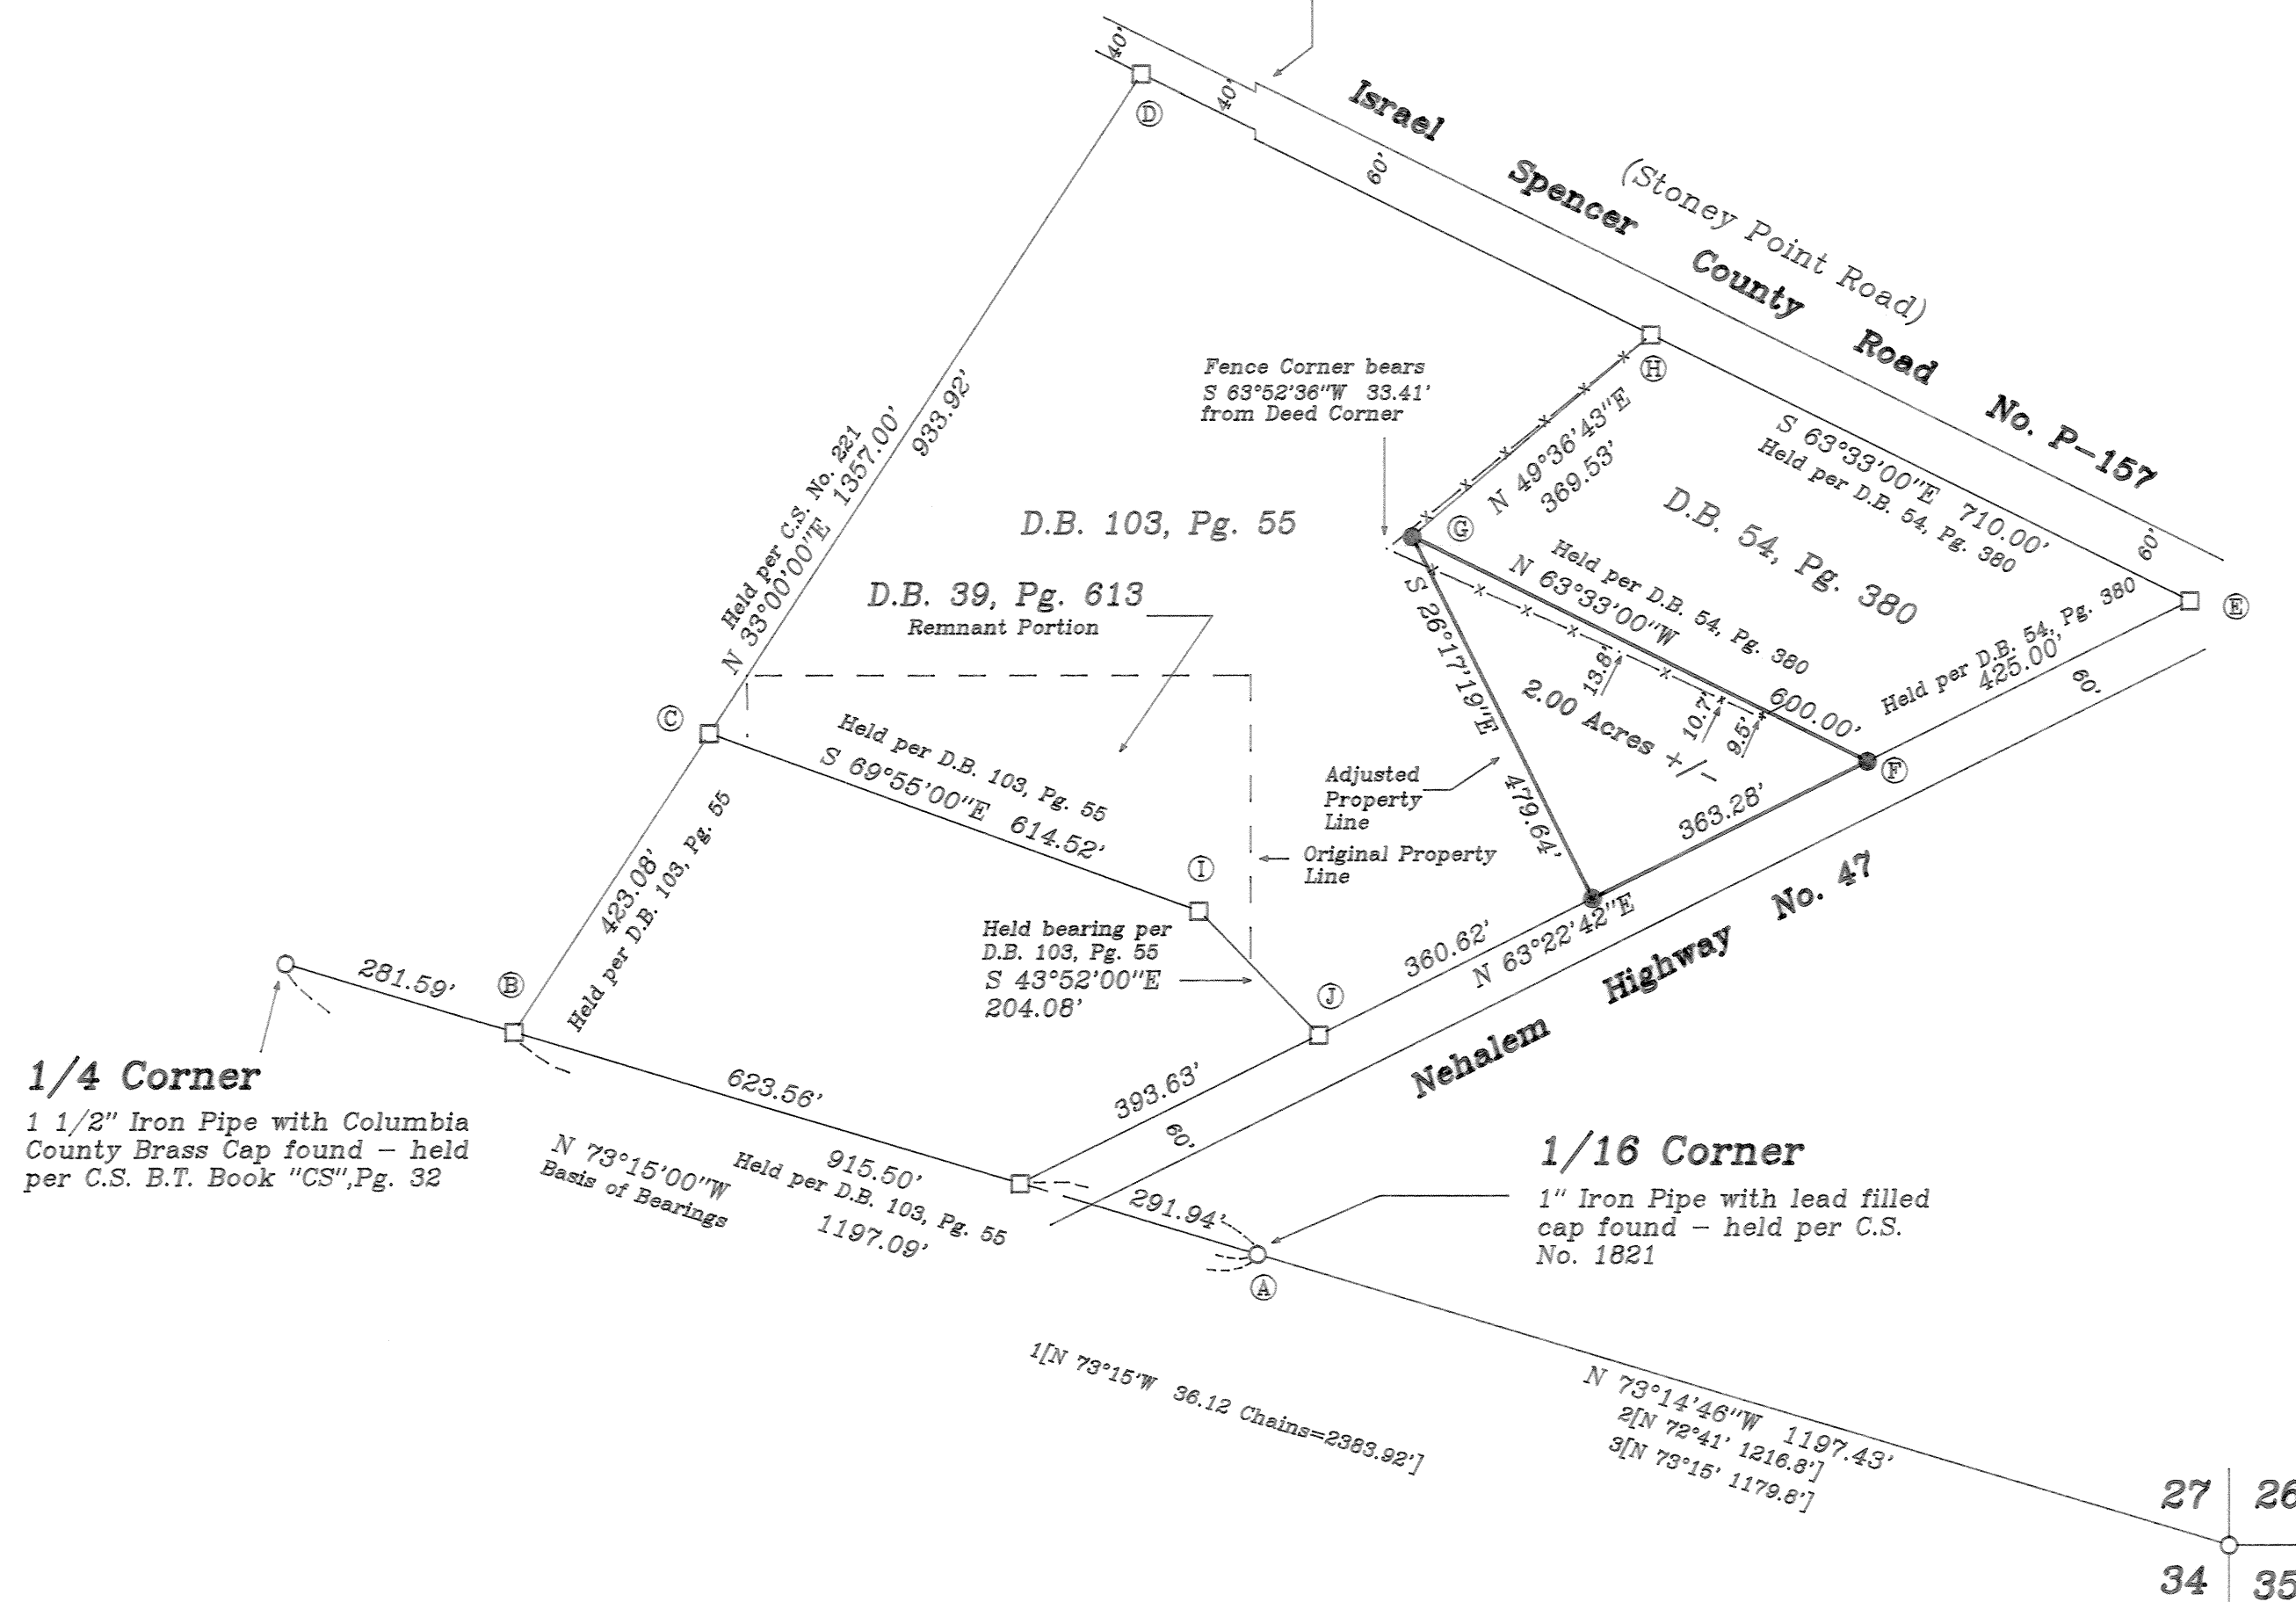 40'
D
40'
60'
Israel Spencer County Road No. P-157
(Stoney Point Road)
H
Fence Corner bears
S 63°52'36"W 33.41'
from Deed Corner
N 49°36'43"E
369.53'
S 63°33'00"E 710.00'
Held per D.B. 54, Pg. 380
D.B. 54, Pg. 380
60'
E
Held per C.S. No. 221
N 33°00'00"E 1357.00'
933.92'
D.B. 103, Pg. 55
G
Held per D.B. 54, Pg. 380
N 63°33'00"W
600.00'
Held per D.B. 54, Pg. 380
425.00'
60'
D.B. 39, Pg. 613
Remnant Portion
S 26°17'19"E
479.64'
13.8'
10.7'
9.5'
2.00 Acres +/-
F
C
Held per D.B. 103, Pg. 55
S 69°55'00"E 614.52'
Adjusted
Property
Line
363.28'
Original Property
Line
I
423.08'
Held per D.B. 103, Pg. 55
Held bearing per
D.B. 103, Pg. 55
S 43°52'00"E
204.08'
360.62'
N 63°22'42"E
Nehalem Highway No. 47
J
281.59'
B
1/4 Corner
1 1/2" Iron Pipe with Columbia
County Brass Cap found - held
per C.S. B.T. Book "CS",Pg. 32
623.56'
393.63'
60'
N 73°15'00"W
Basis of Bearings
915.50'
Held per D.B. 103, Pg. 55
1197.09'
291.94'
A
1/16 Corner
1" Iron Pipe with lead filled
cap found - held per C.S.
No. 1821
1[N 73°15'W 36.12 Chains=2383.92']
N 73°14'46"W 1197.43'
2[N 72°41' 1216.8']
3[N 73°15' 1179.8']
27 26
34 35